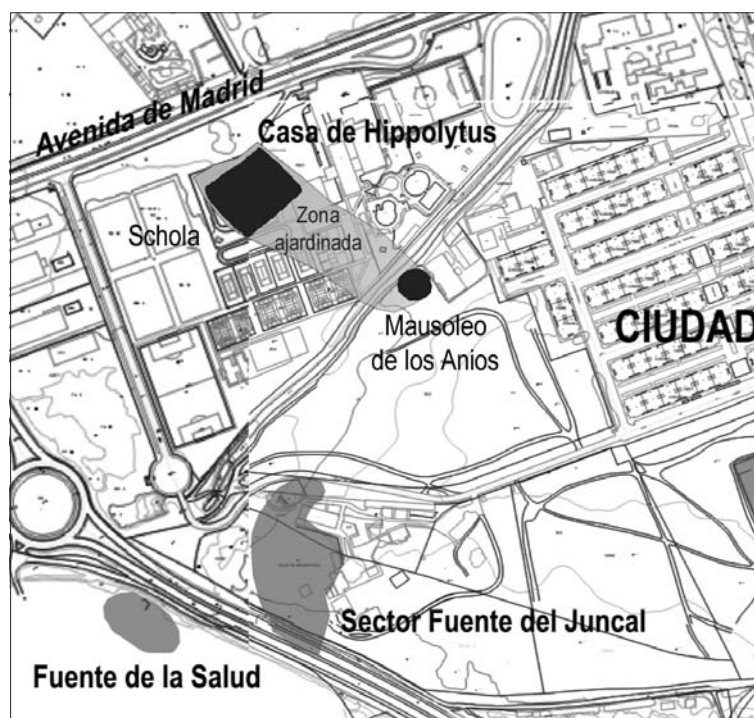 Avenida de Madrid
Casa de Hippolytus
Schola
Zona
ajardinada
Mausoleo
de los Anios
CIUDAD
Sector Fuente del Juncal
Fuente de la Salud